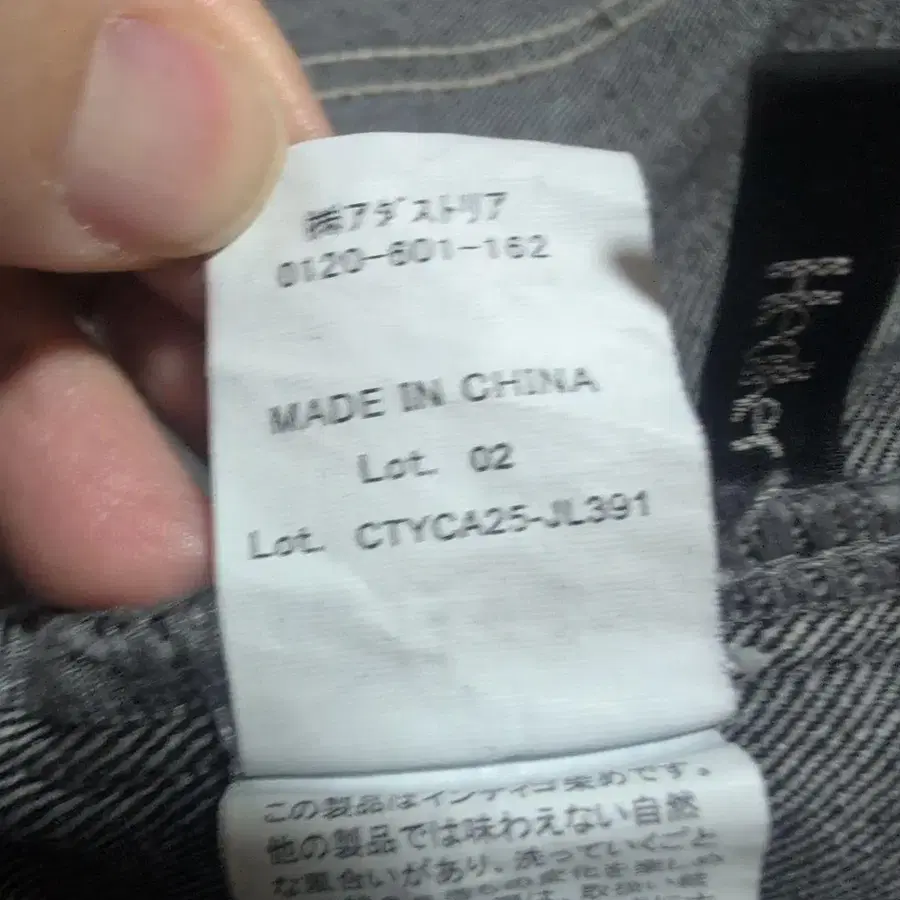 ㈱アダストリア
0120-601-162
MADE IN CHINA
Lot. 02
Lot. CTYCA25-JL391
この製品はインディゴ染めです。
他の製品では味わえない自然
な風合いがあり、洗っていくごと